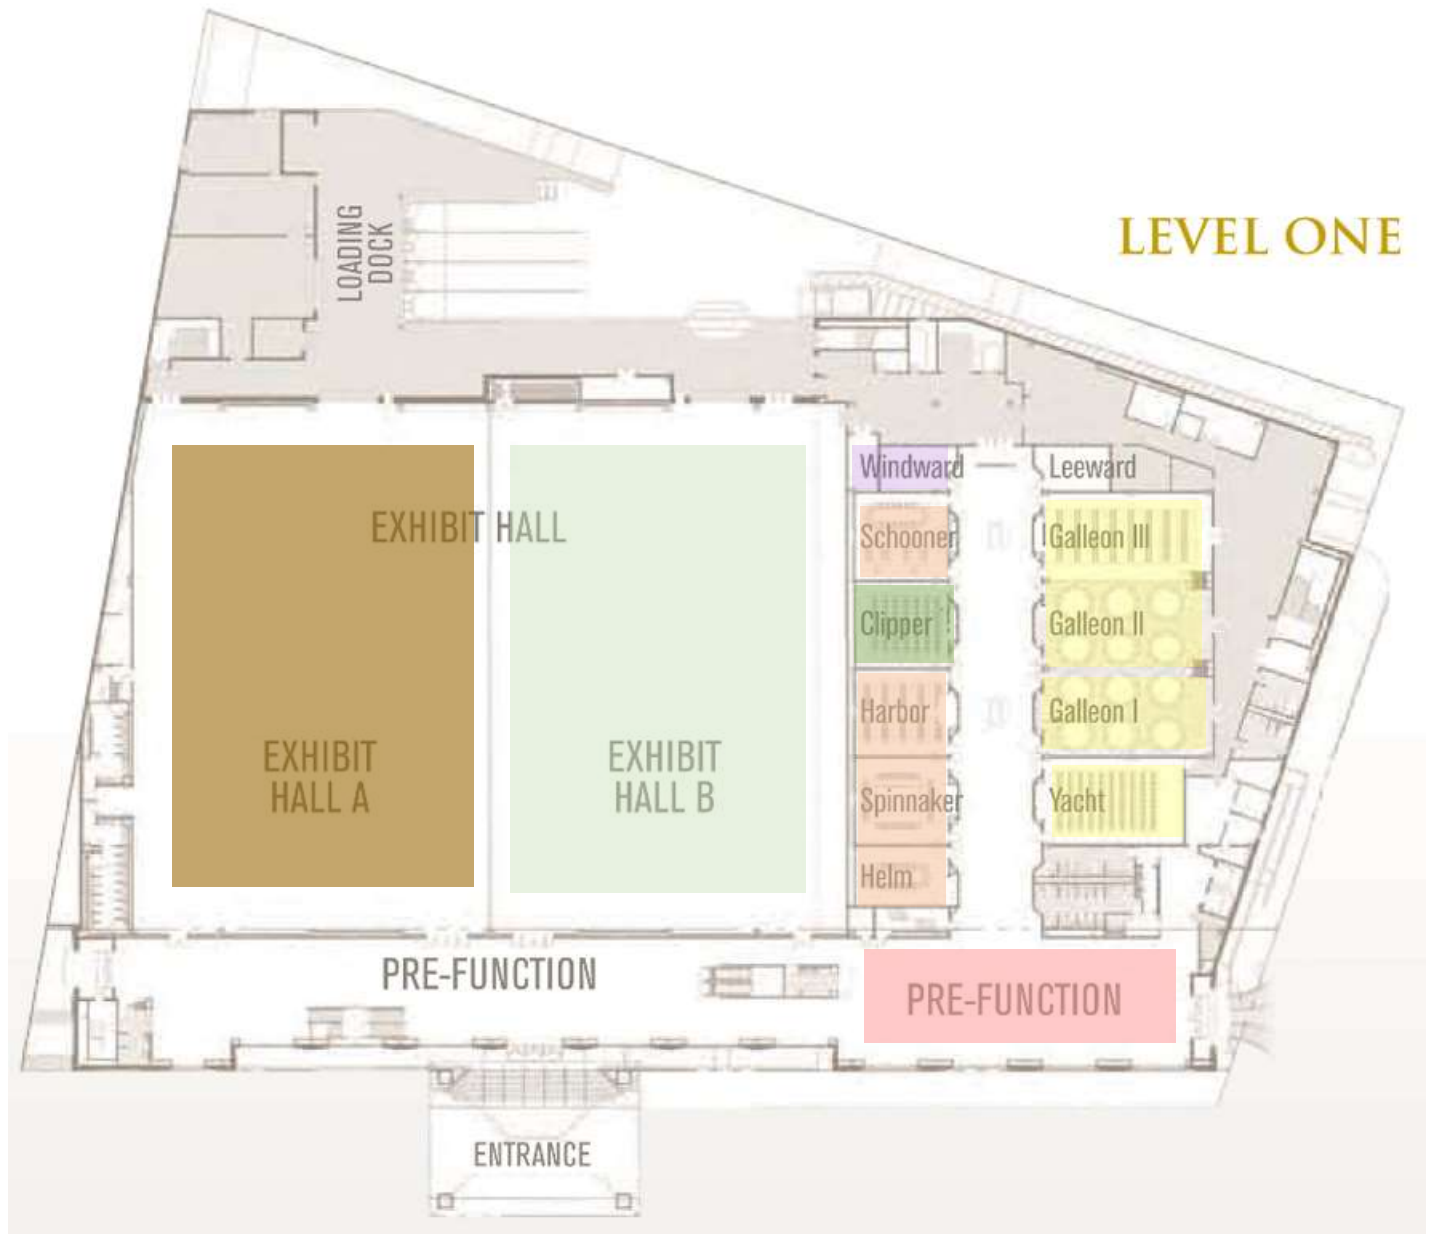 LOADING
DOCK
LEVEL ONE
EXHIBIT HALL
EXHIBIT
HALL A
EXHIBIT
HALL B
Windward
Schooner
Clipper
Harbor
Spinnaker
Helm
Leeward
Galleon III
Galleon II
Galleon I
Yacht
PRE-FUNCTION
PRE-FUNCTION
ENTRANCE